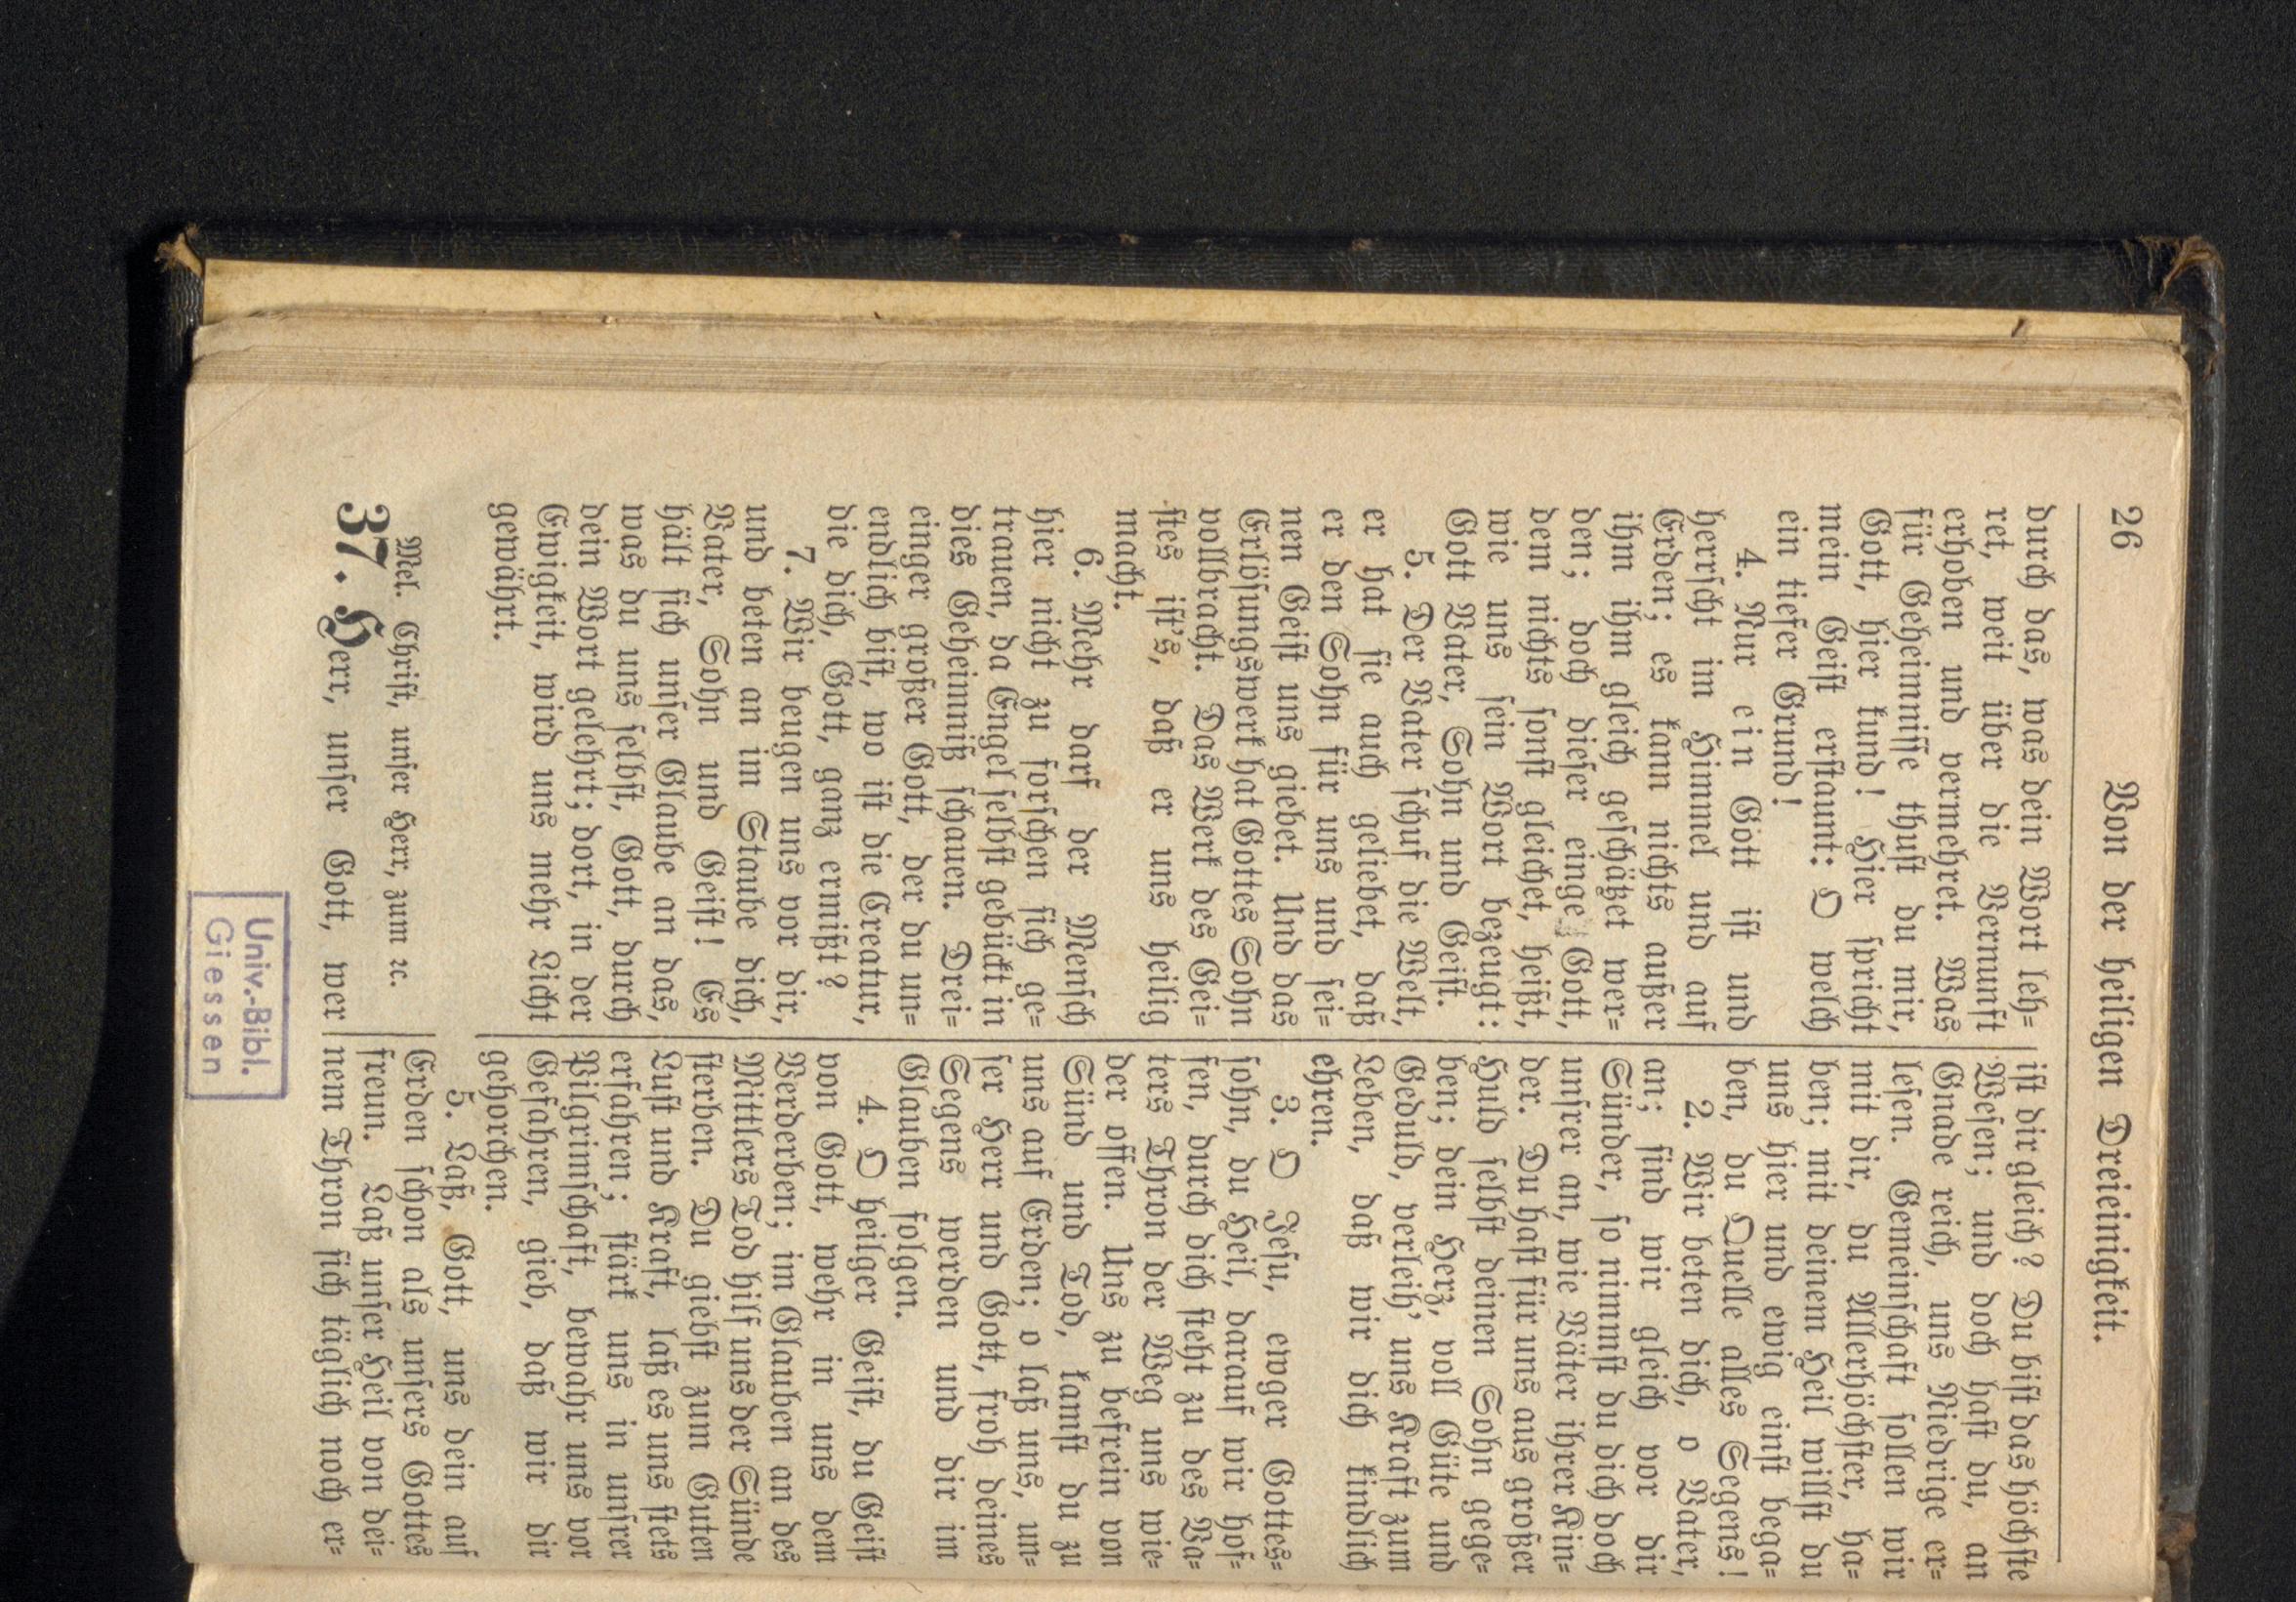 26
Von der heiligen Dreieinigkeit.
durch das, was dein Wort leh⸗
ret, weit über die Vernunft
erhoben und vermehret. Was
für Geheimniſſe thuſt du mir,
Gott, hier kund! Hier ſpricht
mein Geiſt erſtaunt: O welch
ein tiefer Grund!
4. Nur ein Gott iſt und
herrſcht im Himmel und auf
Erden; es kann nichts außer
ihm ihm gleich geſchätzet wer⸗
den; doch dieſer einge Gott,
dem nichts ſonſt gleichet, heißt,
wie uns ſein Wort bezeugt:
Gott Vater, Sohn und Geiſt.
5. Der Vater ſchuf die Welt,
er hat ſie auch geliebet, daß
er den Sohn für uns und ſei⸗
nen Geiſt uns giebet. Und das
Erlöſungswerk hat Gottes Sohn
vollbracht. Das Werk des Gei⸗
ſtes iſt's, daß er uns heilig
macht.
6. Mehr darf der Menſch
hier nicht zu forſchen ſich ge⸗
trauen, da Engel ſelbſt gebückt in
dies Geheimniß ſchauen. Drei⸗
einger großer Gott, der du un⸗
endlich biſt, wo iſt die Creatur,
die dich, Gott, ganz ermißt?
7. Wir beugen uns vor dir,
und beten an im Staube dich,
Vater, Sohn und Geiſt! Es
hält ſich unſer Glaube an das,
was du uns ſelbſt, Gott, durch
dein Wort gelehrt; dort, in der
Ewigkeit, wird uns mehr Licht
gewährt.
Mel. Chriſt, unſer Herr, zum ꝛc.
37. Herr, unſer Gott, wer
iſt dir gleich? Du biſt das höchſte
Weſen; und doch haſt du, an
Gnade reich, uns Niedrige er⸗
leſen. Gemeinſchaft ſollen wir
mit dir, du Allerhöchſter, ha⸗
ben; mit deinem Heil willſt du
uns hier und ewig einſt bega⸗
ben, du Quelle alles Segens!
2. Wir beten dich, o Vater,
an; ſind wir gleich vor dir
Sünder, ſo nimmſt du dich doch
unſrer an, wie Väter ihrer Kin⸗
der. Du haſt für uns aus großer
Huld ſelbſt deinen Sohn gege⸗
ben; dein Herz, voll Güte und
Geduld, verleih' uns Kraft zum
Leben, daß wir dich kindlich
ehren.
3. O Jeſu, ewger Gottes⸗
ſohn, du Heil, darauf wir hof⸗
fen, durch dich ſteht zu des Va⸗
ters Thron der Weg uns wie⸗
der offen. Uns zu befrein von
Sünd und Tod, kamſt du zu
uns auf Erden; o laß uns, un⸗
ſer Herr und Gott, froh deines
Segens werden und dir im
Glauben folgen.
4. O heilger Geiſt, du Geiſt
von Gott, wehr in uns dem
Verderben; im Glauben an des
Mittlers Tod hilf uns der Sünde
ſterben. Du giebſt zum Guten
Luſt und Kraft, laß es uns ſtets
erfahren; ſtärk uns in unſrer
Pilgrimſchaft, bewahr uns vor
Gefahren, gieb, daß wir dir
gehorchen.
5. Laß, Gott, uns dein auf
Erden ſchon als unſers Gottes
freun. Laß unſer Heil von dei⸗
nem Thron ſich täglich noch er⸗
Univ.-Bibl.
Giessen